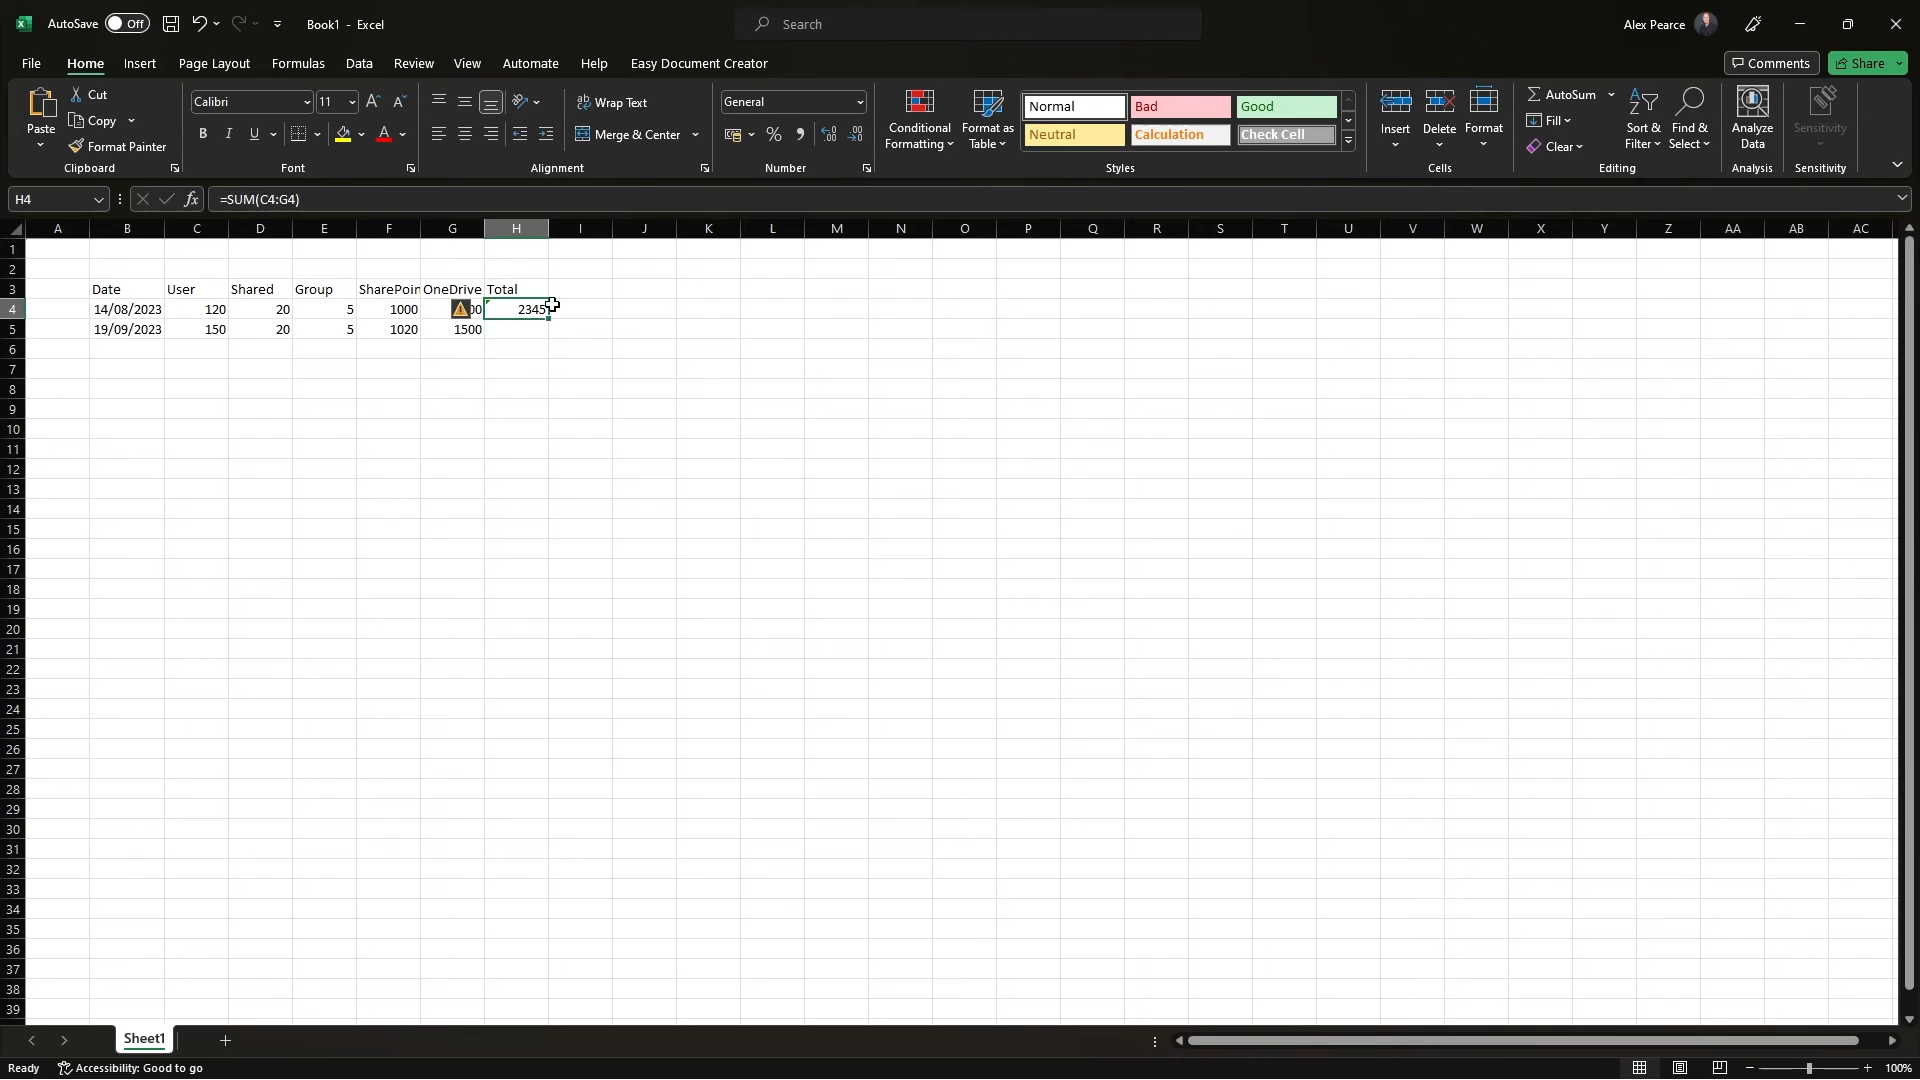 AutoSave Off Book1 - Excel Search Alex Pearce
File Home Insert Page Layout Formulas Data Review View Automate Help Easy Document Creator Comments Share
Paste Cut Copy Format Painter Clipboard
Calibri 11 B I U A Font
Wrap Text Merge & Center Alignment
General % Number
Conditional Formatting Format as Table
Normal Bad Good
Neutral Calculation Check Cell
Styles
Insert Delete Format Cells
AutoSum Fill Clear Sort & Filter Find & Select Editing
Analyze Data Analysis
Sensitivity Sensitivity
H4 fx =SUM(C4:G4)
A B C D E F G H I J K L M N O P Q R S T U V W X Y Z AA AB AC
1
2
3 Date User Shared Group SharePoin OneDrive Total
4 14/08/2023 120 20 5 1000 00 2345
5 19/09/2023 150 20 5 1020 1500
6
7
8
9
10
11
12
13
14
15
16
17
18
19
20
21
22
23
24
25
26
27
28
29
30
31
32
33
34
35
36
37
38
39
Sheet1
Ready Accessibility: Good to go 100%